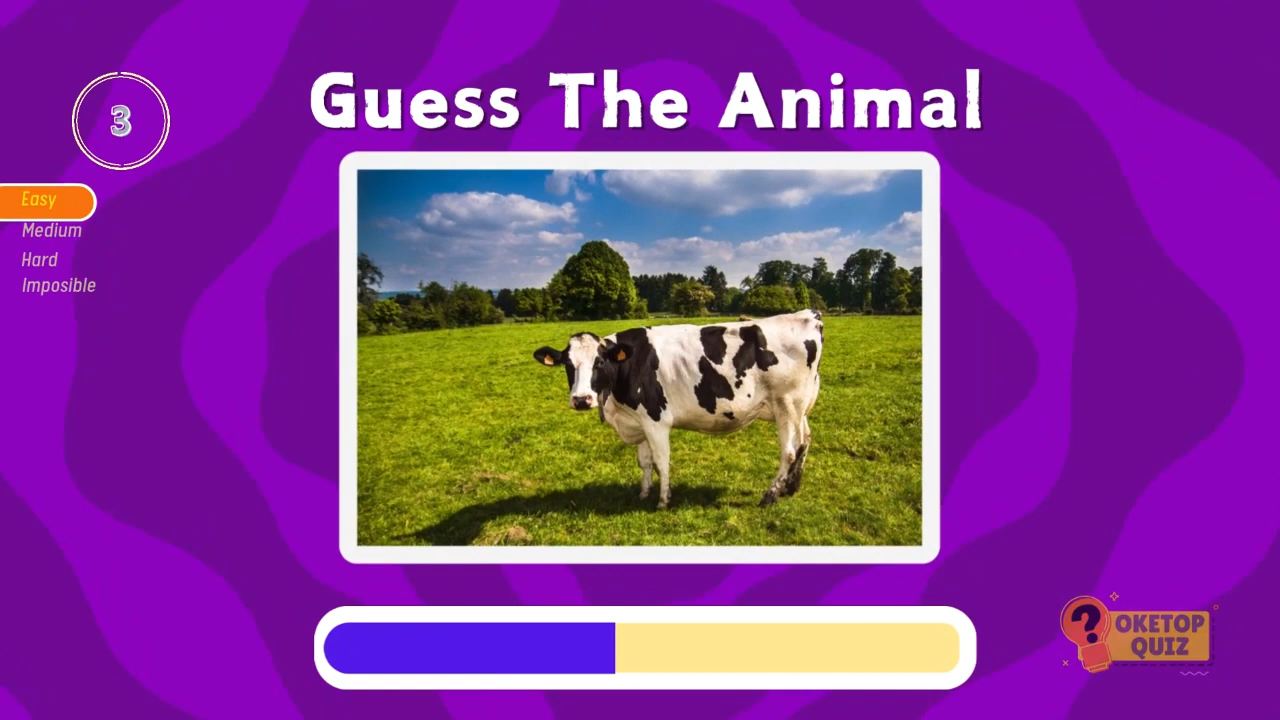 Guess The Animal
3
Easy
Medium
Hard
Imposible
OKETOP
QUIZ